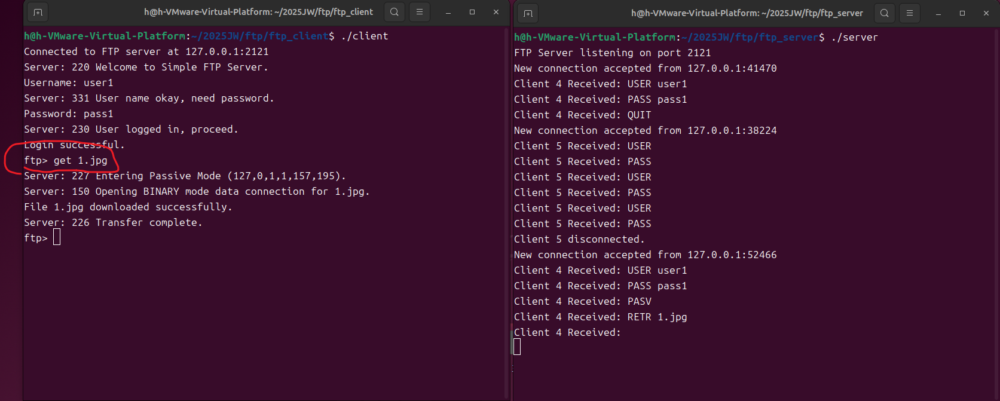 h@h-VMware-Virtual-Platform: ~/2025JW/ftp/ftp_client
h@h-VMware-Virtual-Platform:~/2025JW/ftp/ftp_client$ ./client
Connected to FTP server at 127.0.0.1:2121
Server: 220 Welcome to Simple FTP Server.
Username: user1
Server: 331 User name okay, need password.
Password: pass1
Server: 230 User logged in, proceed.
Login successful.
ftp> get 1.jpg
Server: 227 Entering Passive Mode (127,0,1,1,157,195).
Server: 150 Opening BINARY mode data connection for 1.jpg.
File 1.jpg downloaded successfully.
Server: 226 Transfer complete.
ftp>
h@h-VMware-Virtual-Platform: ~/2025JW/ftp/ftp_server
h@h-VMware-Virtual-Platform:~/2025JW/ftp/ftp_server$ ./server
FTP Server listening on port 2121
New connection accepted from 127.0.0.1:41470
Client 4 Received: USER user1
Client 4 Received: PASS pass1
Client 4 Received: QUIT
New connection accepted from 127.0.0.1:38224
Client 5 Received: USER
Client 5 Received: PASS
Client 5 Received: USER
Client 5 Received: PASS
Client 5 Received: USER
Client 5 Received: PASS
Client 5 disconnected.
New connection accepted from 127.0.0.1:52466
Client 4 Received: USER user1
Client 4 Received: PASS pass1
Client 4 Received: PASV
Client 4 Received: RETR 1.jpg
Client 4 Received: